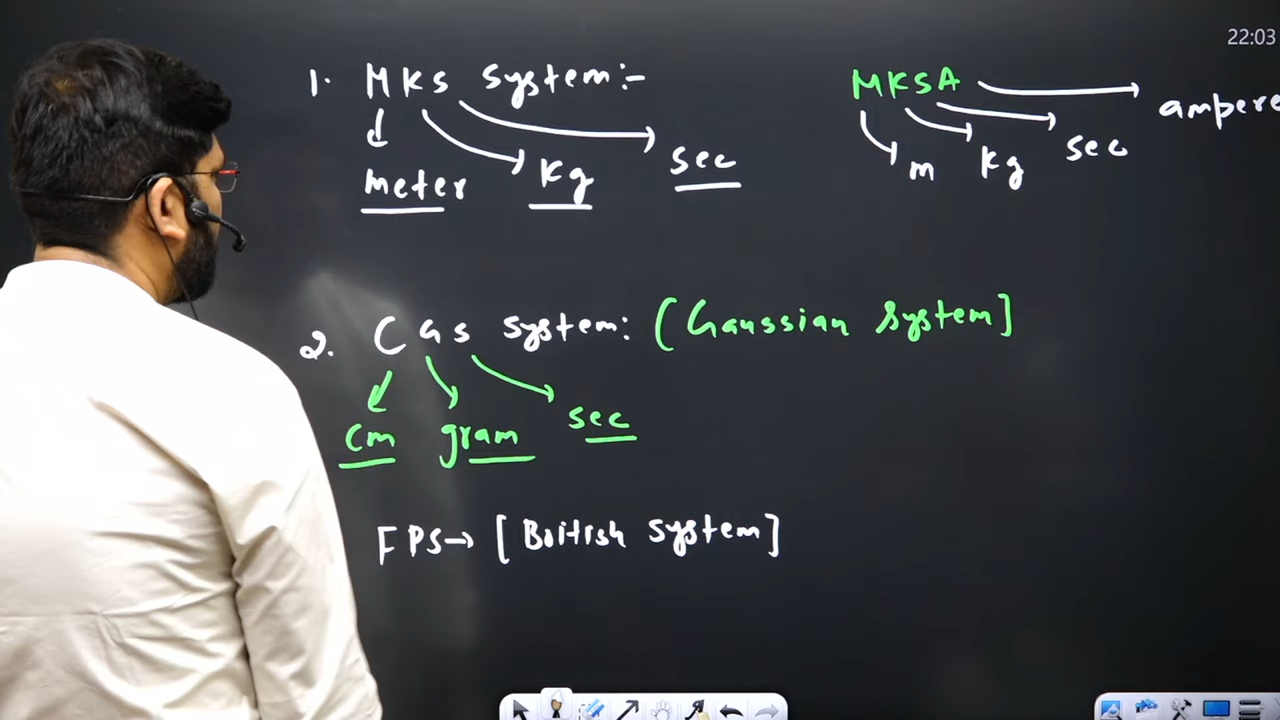 22:03
1. MKS system:-
MKSA
ampere
meter kg sec
m kg sec
2. CGS system: (Gaussian System]
cm gram sec
FPS→ [British system]